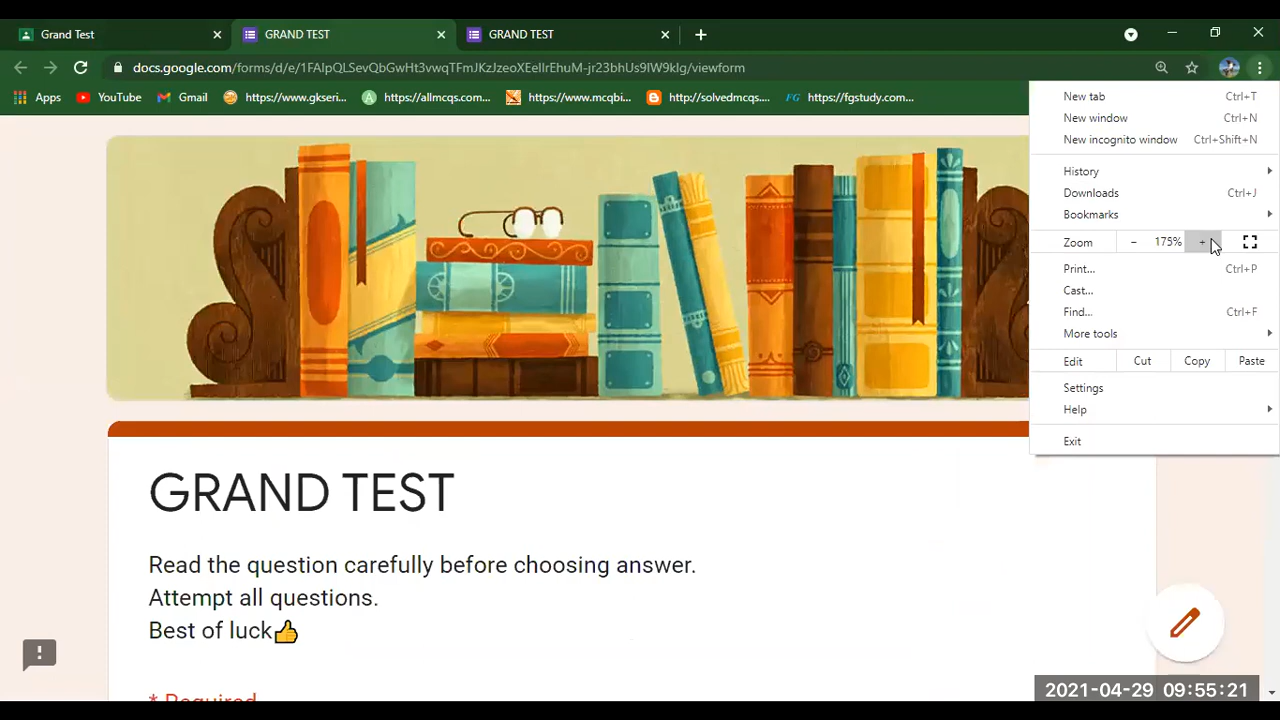 Grand Test
GRAND TEST
GRAND TEST
docs.google.com/forms/d/e/1FAIpQLSevQbGwHt3vwqTFmJKzJzeoXEeIlrEhuM-jr23bhUs9IW9kIg/viewform
Apps
YouTube
Gmail
https://www.gkseri...
https://allmcqs.co...
https://www.mcqbi...
http://solvedmcqs....
FG https://fgstudy.com...
New tab Ctrl+T
New window Ctrl+N
New incognito window Ctrl+Shift+N
History
Downloads Ctrl+J
Bookmarks
Zoom - 175% +
Print... Ctrl+P
Cast...
Find... Ctrl+F
More tools
Edit Cut Copy Paste
Settings
Help
Exit
GRAND TEST
Read the question carefully before choosing answer.
Attempt all questions.
Best of luck👍
* Required
2021-04-29 09:55:21